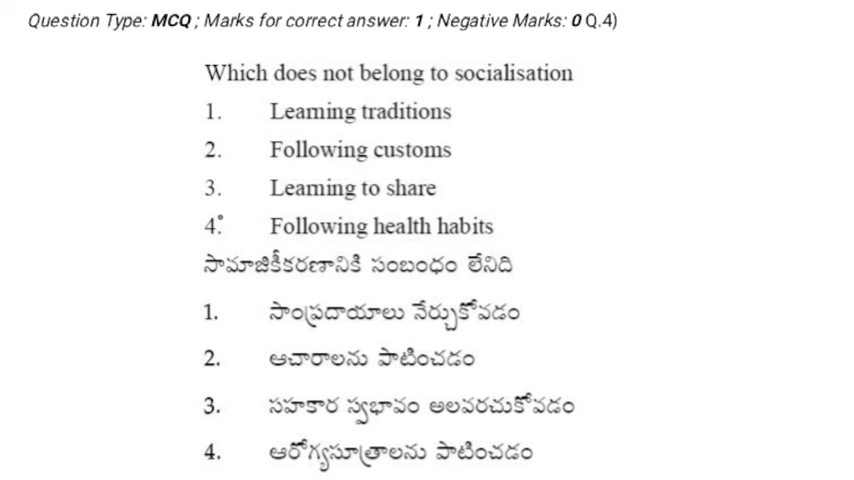 Question Type: MCQ ; Marks for correct answer: 1 ; Negative Marks: 0 Q.4)
Which does not belong to socialisation
1. Learning traditions
2. Following customs
3. Learning to share
4. Following health habits
సామాజికీకరణానికి సంబంధం లేనిది
1. సాంప్రదాయాలు నేర్చుకోవడం
2. ఆచారాలను పాటించడం
3. సహకార స్వభావం అలవరచుకోవడం
4. ఆరోగ్యసూత్రాలను పాటించడం